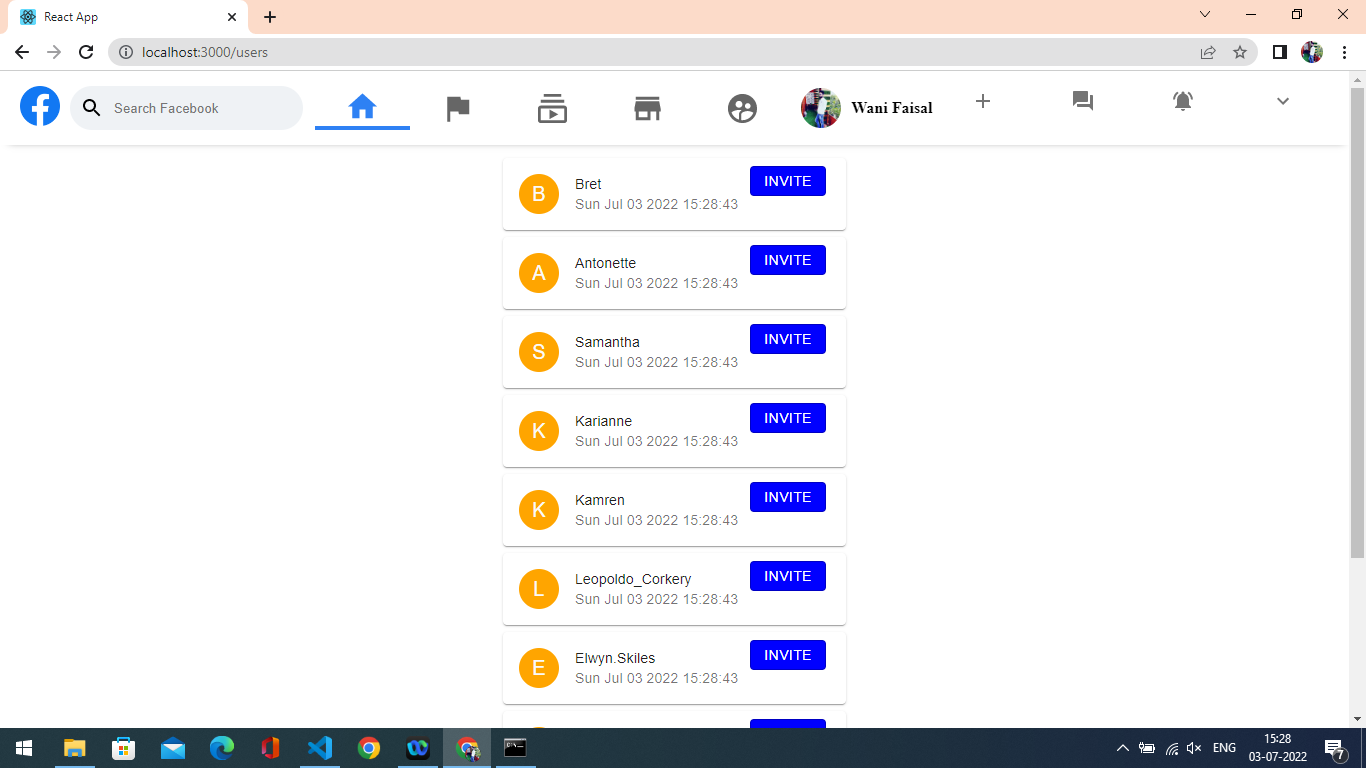 React App
localhost:3000/users
Search Facebook
Wani Faisal
B
Bret
Sun Jul 03 2022 15:28:43
INVITE
A
Antonette
Sun Jul 03 2022 15:28:43
INVITE
S
Samantha
Sun Jul 03 2022 15:28:43
INVITE
K
Karianne
Sun Jul 03 2022 15:28:43
INVITE
K
Kamren
Sun Jul 03 2022 15:28:43
INVITE
L
Leopoldo_Corkery
Sun Jul 03 2022 15:28:43
INVITE
E
Elwyn.Skiles
Sun Jul 03 2022 15:28:43
INVITE
ENG
15:28
03-07-2022
7